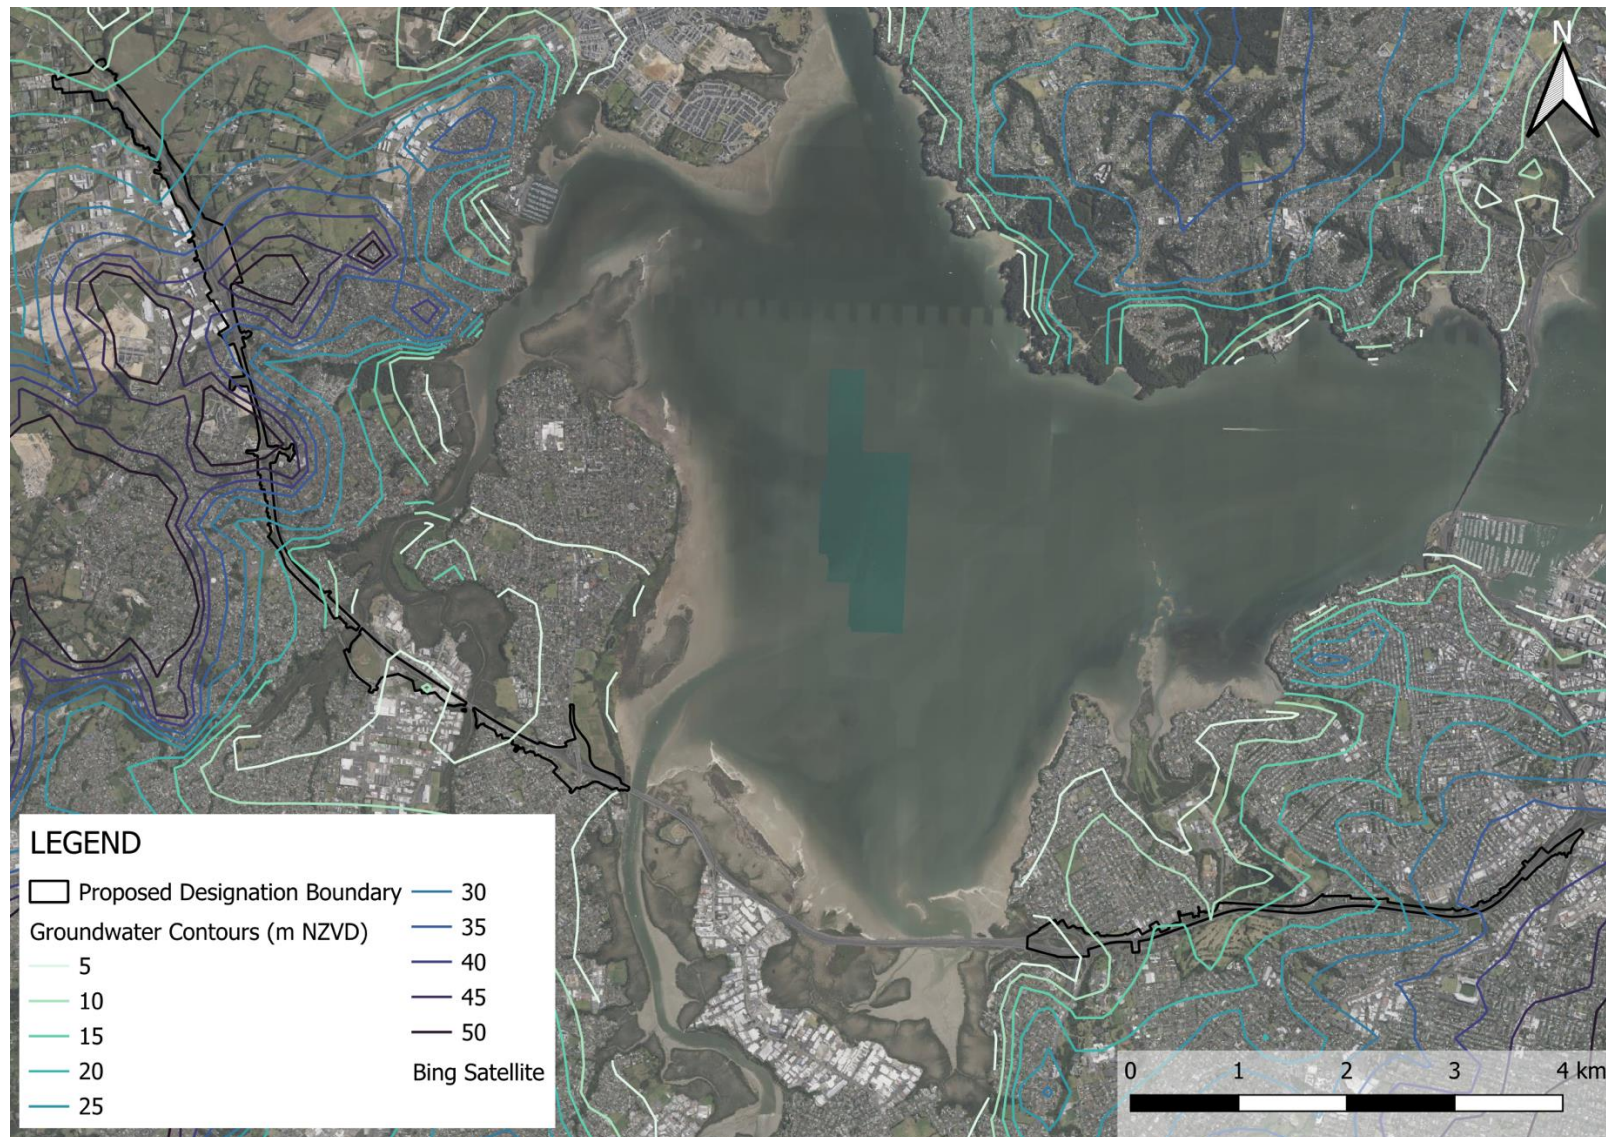 N
LEGEND
Proposed Designation Boundary
Groundwater Contours (m NZVD)
5
10
15
20
25
30
35
40
45
50
Bing Satellite
0 1 2 3 4 km